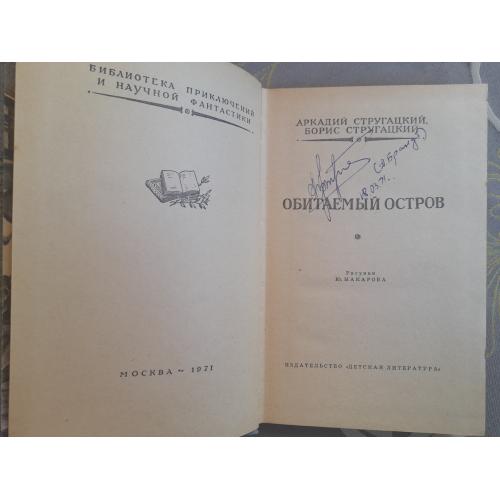 БИБЛИОТЕКА ПРИКЛЮЧЕНИЙ
И НАУЧНОЙ ФАНТАСТИКИ
МОСКВА ~ 1971
АРКАДИЙ СТРУГАЦКИЙ,
БОРИС СТРУГАЦКИЙ
ОБИТАЕМЫЙ ОСТРОВ
Рисунки
Ю. МАКАРОВА
ИЗДАТЕЛЬСТВО «ДЕТСКАЯ ЛИТЕРАТУРА»